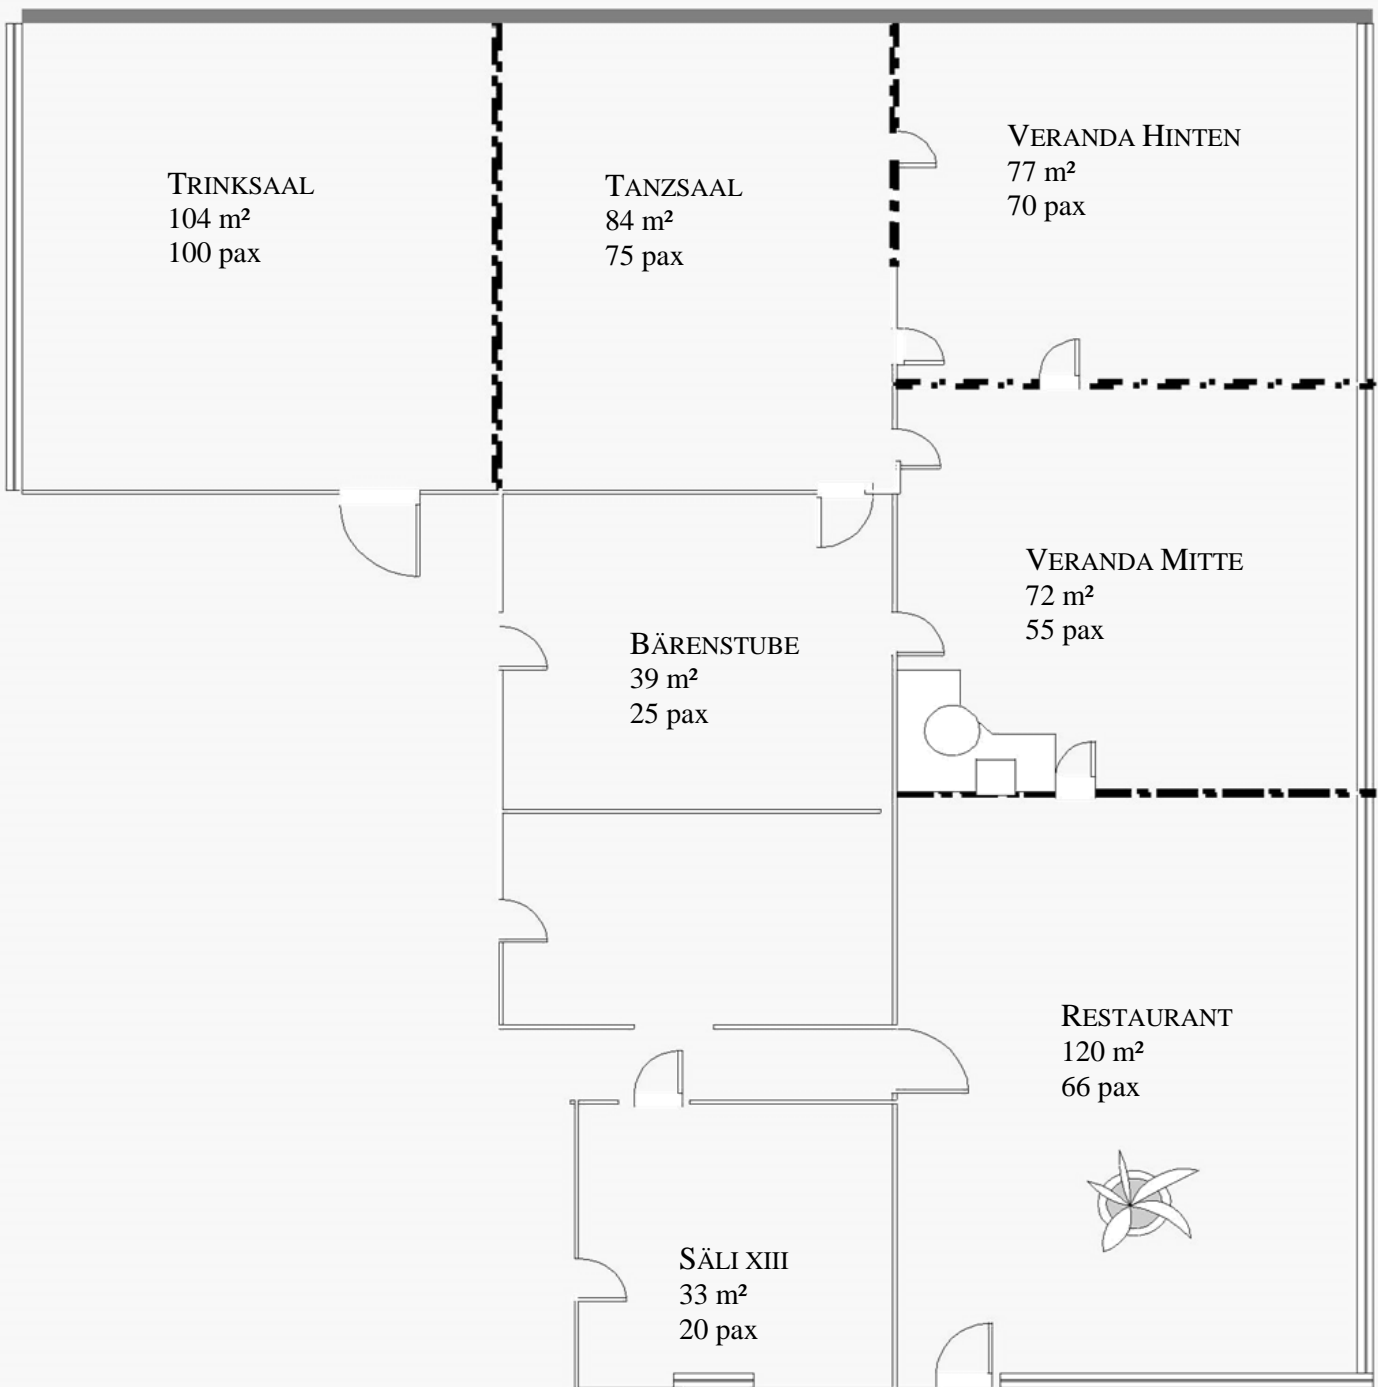 TRINKSAAL
104 m²
100 pax
TANZSAAL
84 m²
75 pax
VERANDA HINTEN
77 m²
70 pax
VERANDA MITTE
72 m²
55 pax
BÄRENSTUBE
39 m²
25 pax
RESTAURANT
120 m²
66 pax
SÄLI XIII
33 m²
20 pax